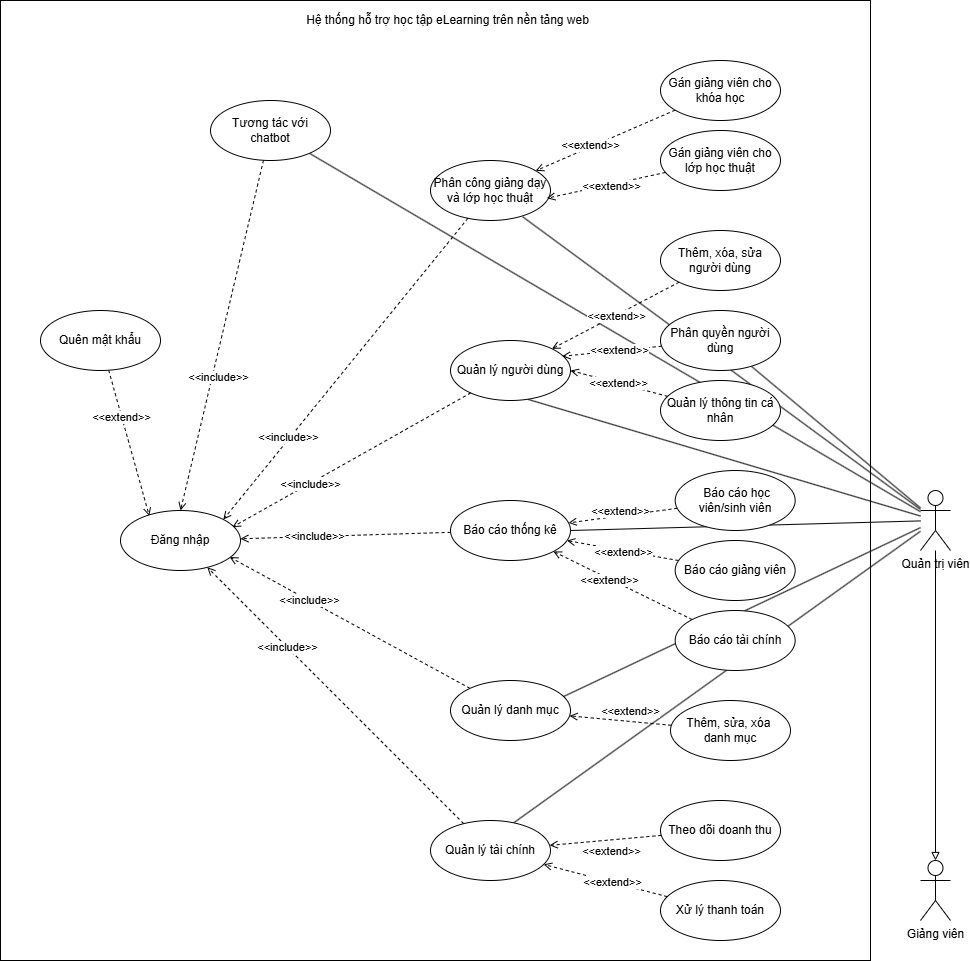 Hệ thống hỗ trợ học tập eLearning trên nền tảng web
Gán giảng viên cho
khóa học
Tương tác với
chatbot
<<extend>>
Gán giảng viên cho
lớp học thuật
Phân công giảng dạy
và lớp học thuật
<<extend>>
Thêm, xóa, sửa
người dùng
<<extend>>
Quên mật khẩu
Phân quyền người
dùng
<<extend>>
Quản lý người dùng
<<include>>
<<extend>>
Quản lý thông tin cá
nhân
<<extend>>
<<include>>
<<include>>
Báo cáo học
viên/sinh viên
<<extend>>
Đăng nhập
<<include>>
Báo cáo thống kê
<<extend>>
Báo cáo giảng viên
Quản trị viên
<<extend>>
<<include>>
Báo cáo tài chính
<<include>>
Quản lý danh mục
<<extend>>
Thêm, sửa, xóa
danh mục
Theo dõi doanh thu
Quản lý tài chính
<<extend>>
<<extend>>
Xử lý thanh toán
Giảng viên